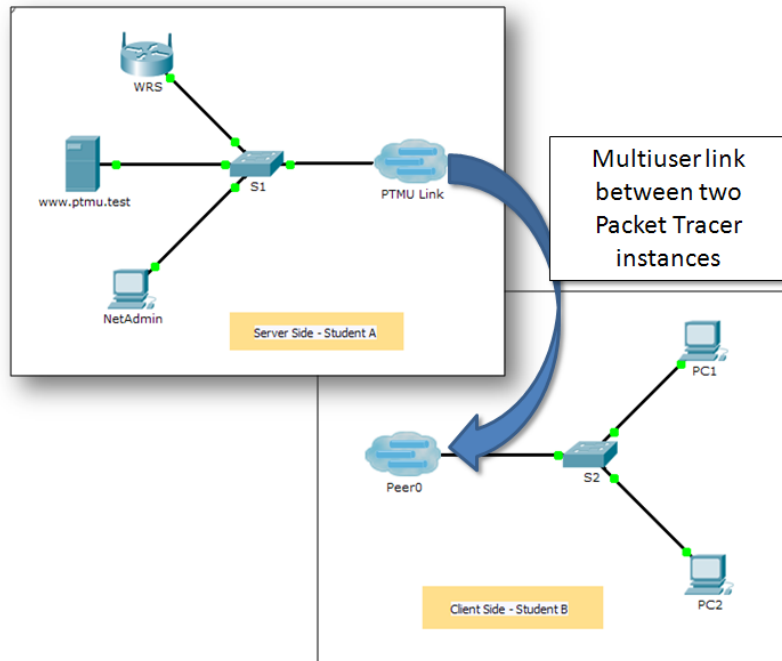 WRS
www.ptmu.test
S1
PTMU Link
NetAdmin
Server Side - Student A
Multiuser link
between two
Packet Tracer
instances
PC1
Peer0
S2
PC2
Client Side - Student B